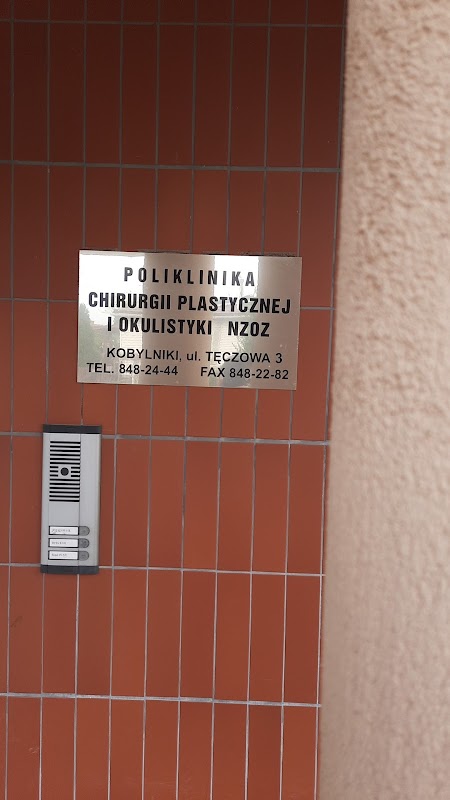 POLIKLINIKA
CHIRURGII PLASTYCZNEJ
I OKULISTYKI NZOZ
KOBYLNIKI, ul. TĘCZOWA 3
TEL. 848-24-44 FAX 848-22-82